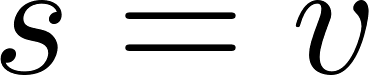 s = v